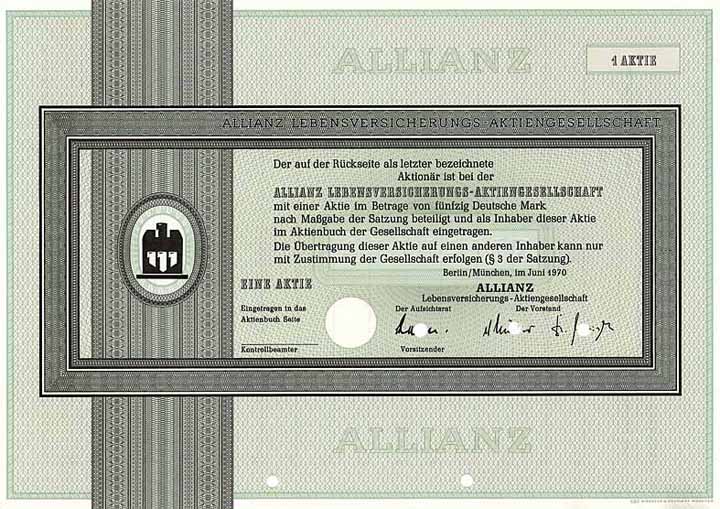 ALLIANZ
1 AKTIE
ALLIANZ LEBENSVERSICHERUNGS-AKTIENGESELLSCHAFT
Der auf der Rückseite als letzter bezeichnete
Aktionär ist bei der
ALLIANZ LEBENSVERSICHERUNGS-AKTIENGESELLSCHAFT
mit einer Aktie im Betrage von fünfzig Deutsche Mark
nach Maßgabe der Satzung beteiligt und als Inhaber dieser Aktie
im Aktienbuch der Gesellschaft eingetragen.
Die Übertragung dieser Aktie auf einen anderen Inhaber kann nur
mit Zustimmung der Gesellschaft erfolgen (§ 3 der Satzung).
Berlin/München, im Juni 1970
EINE AKTIE
ALLIANZ
Lebensversicherungs-Aktiengesellschaft
Eingetragen in das
Aktienbuch Seite
Der Aufsichtsrat
Der Vorstand
Kontrollbeamter
Vorsitzender
ALLIANZ